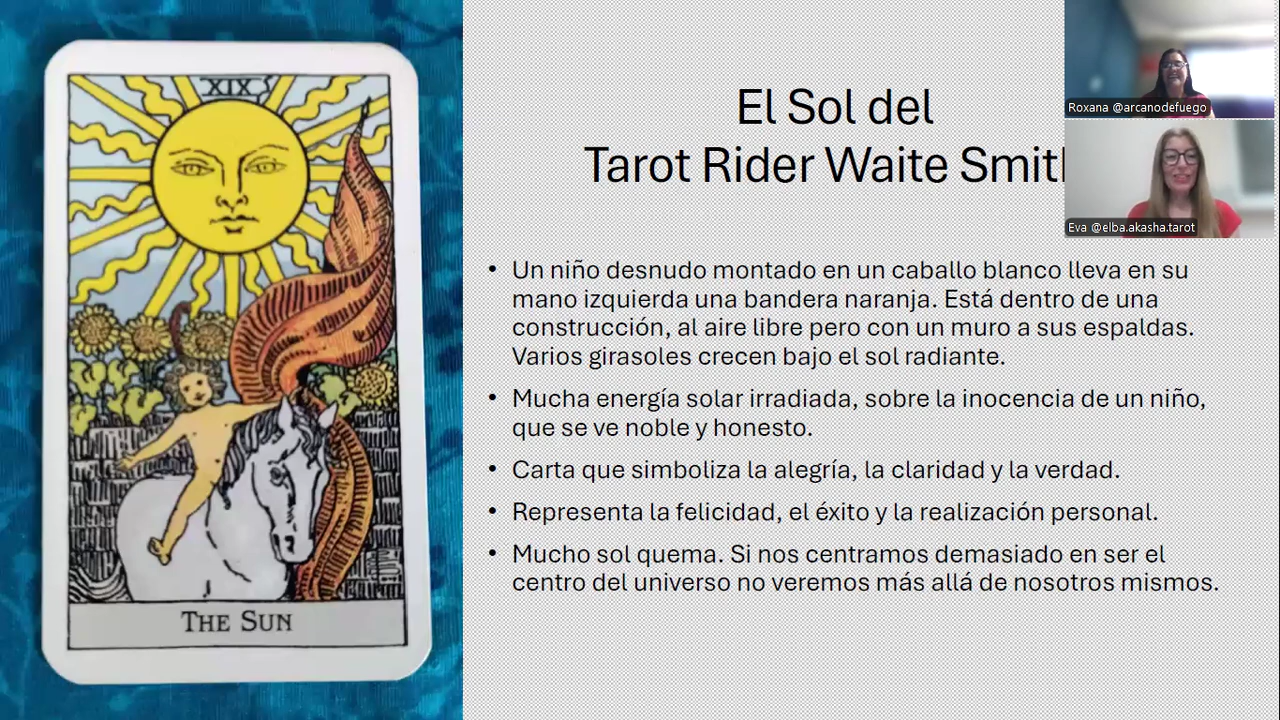 XIX
THE SUN
El Sol del
Tarot Rider Waite Smith
• Un niño desnudo montado en un caballo blanco lleva en su
mano izquierda una bandera naranja. Está dentro de una
construcción, al aire libre pero con un muro a sus espaldas.
Varios girasoles crecen bajo el sol radiante.
• Mucha energía solar irradiada, sobre la inocencia de un niño,
que se ve noble y honesto.
• Carta que simboliza la alegría, la claridad y la verdad.
• Representa la felicidad, el éxito y la realización personal.
• Mucho sol quema. Si nos centramos demasiado en ser el
centro del universo no veremos más allá de nosotros mismos.
Roxana @arcanodefuego
Eva @elba.akasha.tarot